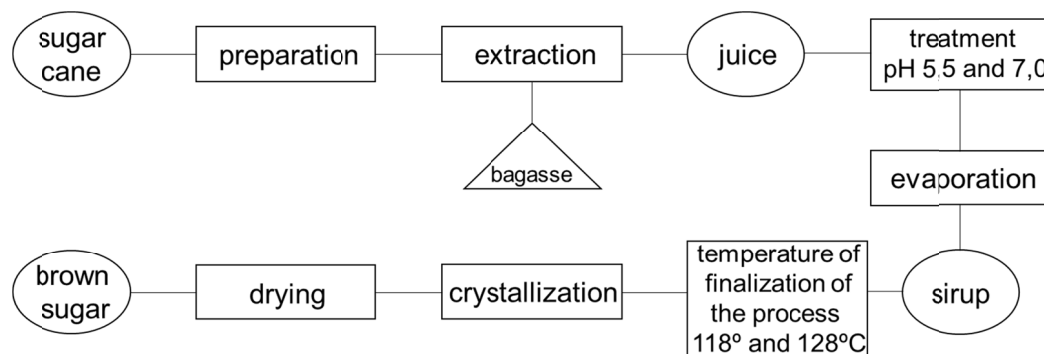 sugar
cane
preparation
extraction
juice
treatment
pH 5,5 and 7,0
bagasse
evaporation
sirup
temperature of
finalization of
the process
118º and 128ºC
crystallization
drying
brown
sugar